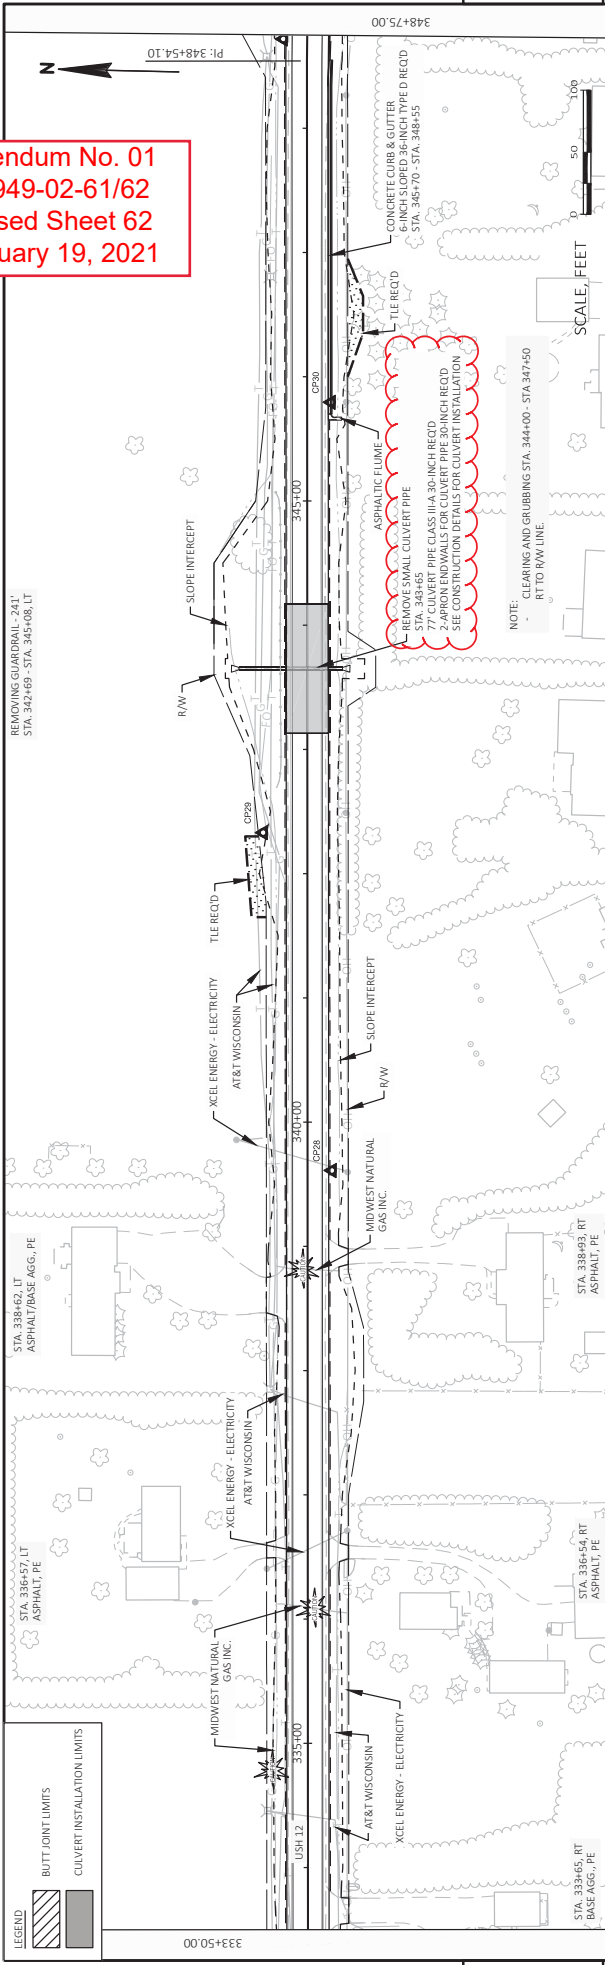 348+75.00
PI: 348+54.10
N
endum No. 01
949-02-61/62
sed Sheet 62
uary 19, 2021
CONCRETE CURB & GUTTER
6-INCH SLOPED 36-INCH TYPE D REQ'D
STA. 345+70 - STA. 348+55
0
50
100
SCALE, FEET
TLE REQ'D
CP30
ASPHALTIC FLUME
345+00
REMOVE SMALL CULVERT PIPE
STA. 343+65
77' CULVERT PIPE CLASS III-A 30-INCH REQ'D
2-APRON ENDWALLS FOR CULVERT PIPE 30-INCH REQ'D
SEE CONSTRUCTION DETAILS FOR CULVERT INSTALLATION
NOTE:
- CLEARING AND GRUBBING STA. 344+00 - STA 347+50
RT TO R/W LINE.
REMOVING GUARDRAIL - 241'
STA. 342+69 - STA. 345+08, LT
SLOPE INTERCEPT
R/W
CP29
TLE REQ'D
XCEL ENERGY - ELECTRICITY
AT&T WISCONSIN
340+00
CP28
SLOPE INTERCEPT
R/W
MIDWEST NATURAL
GAS INC.
CAUTION
STA. 338+62, LT
ASPHALT/BASE AGG., PE
STA. 338+93, RT
ASPHALT, PE
XCEL ENERGY - ELECTRICITY
AT&T WISCONSIN
STA. 336+57, LT
ASPHALT, PE
STA. 336+54, RT
ASPHALT, PE
MIDWEST NATURAL
GAS INC.
CAUTION
CAUTION
335+00
USH 12
AT&T WISCONSIN
XCEL ENERGY - ELECTRICITY
STA. 333+65, RT
BASE AGG., PE
333+50.00
LEGEND
BUTT JOINT LIMITS
CULVERT INSTALLATION LIMITS